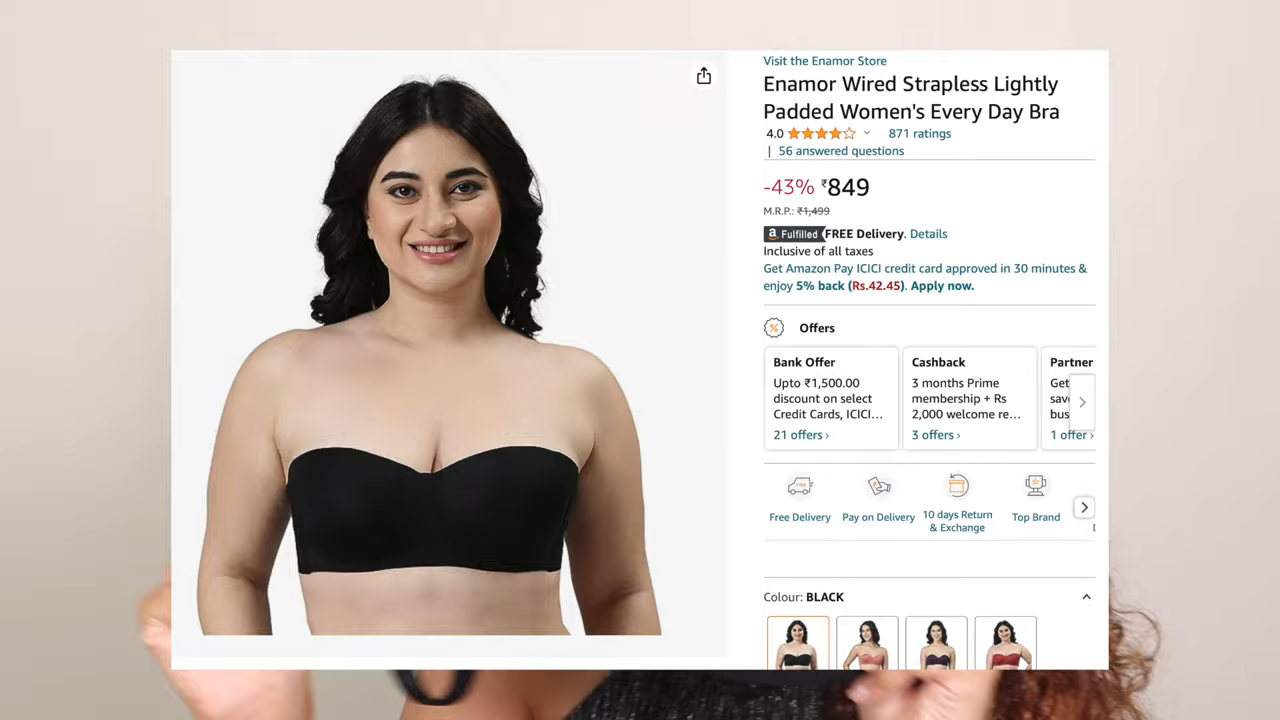 Visit the Enamor Store
Enamor Wired Strapless Lightly
Padded Women's Every Day Bra
4.0 871 ratings
| 56 answered questions
-43% ₹849
M.R.P.: ₹1,499
a Fulfilled FREE Delivery. Details
Inclusive of all taxes
Get Amazon Pay ICICI credit card approved in 30 minutes &
enjoy 5% back (Rs.42.45). Apply now.
% Offers
Bank Offer
Upto ₹1,500.00
discount on select
Credit Cards, ICICI...
21 offers ›
Cashback
3 months Prime
membership + Rs
2,000 welcome re...
3 offers ›
Partner
Get
sav
bus
1 offer ›
Free Delivery
Pay on Delivery
10 days Return
& Exchange
Top Brand
Colour: BLACK